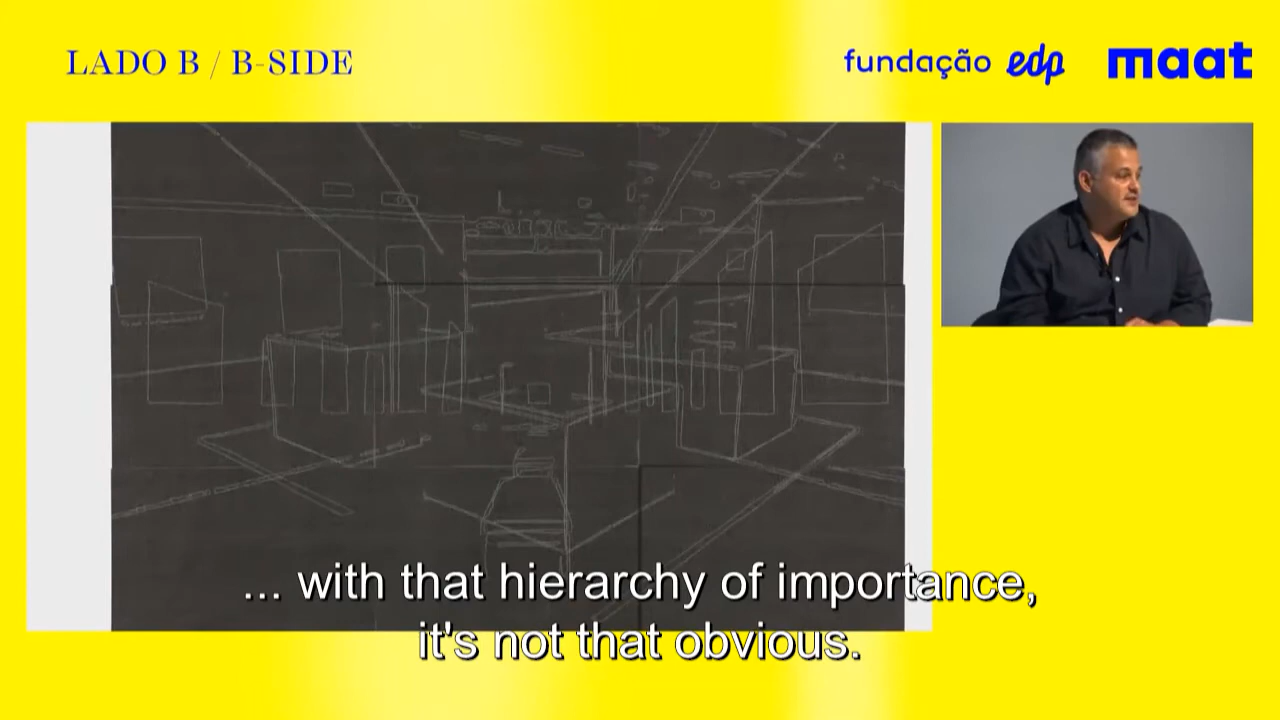 LADO B / B-SIDE
fundação edp
maat
... with that hierarchy of importance,
it's not that obvious.